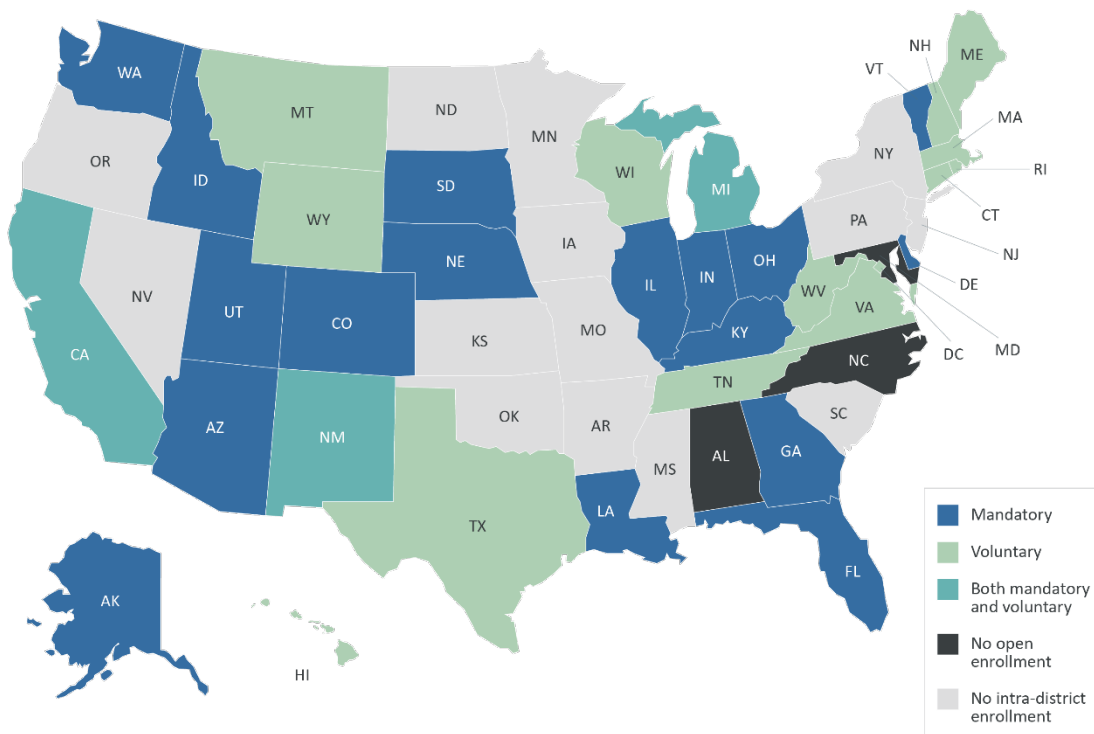 NH
ME
VT
WA
MT
ND
MN
MA
OR
ID
SD
WI
MI
NY
RI
WY
CT
IA
PA
NJ
NE
NV
IL
IN
OH
DE
UT
CO
WV
VA
CA
KS
MO
KY
MD
DC
NC
TN
AZ
NM
OK
AR
SC
MS
AL
GA
LA
TX
FL
AK
HI
Mandatory
Voluntary
Both mandatory
and voluntary
No open
enrollment
No intra-district
enrollment